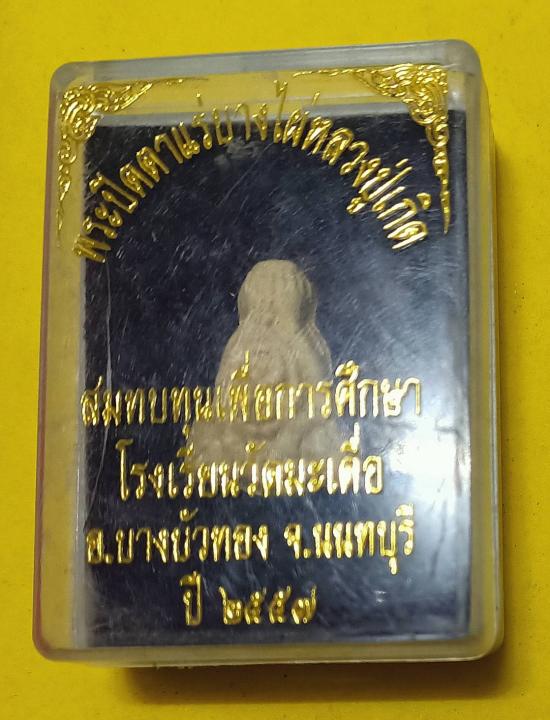 พระปิดตาแร่บางไผ่หลวงปู่เกิด
สมทบทุนเพื่อการศึกษา
โรงเรียนวัดมะเดื่อ
อ.บางบัวทอง จ.นนทบุรี
ปี ๒๕๕๗